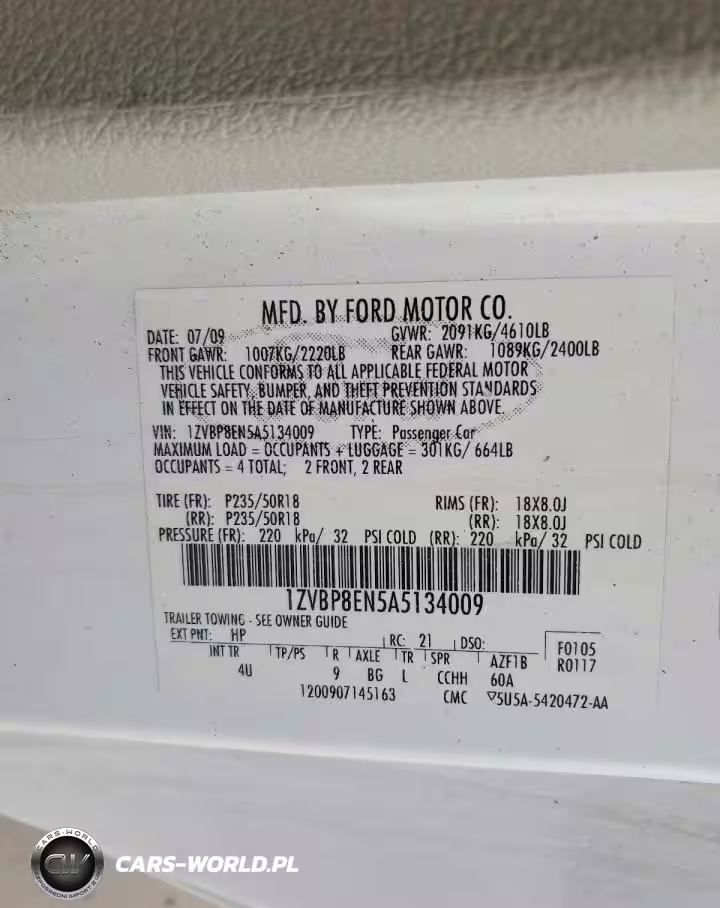 MFD. BY FORD MOTOR CO.
DATE: 07/09 GVWR: 2091KG/4610LB
FRONT GAWR: 1007KG/2220LB REAR GAWR: 1089KG/2400LB
THIS VEHICLE CONFORMS TO ALL APPLICABLE FEDERAL MOTOR
VEHICLE SAFETY, BUMPER, AND THEFT PREVENTION STANDARDS
IN EFFECT ON THE DATE OF MANUFACTURE SHOWN ABOVE.
VIN: 1ZVBP8EN5A5134009 TYPE: Passenger Car
MAXIMUM LOAD = OCCUPANTS + LUGGAGE = 301KG/ 664LB
OCCUPANTS = 4 TOTAL; 2 FRONT, 2 REAR
TIRE (FR): P235/50R18 RIMS (FR): 18X8.0J
(RR): P235/50R18 (RR): 18X8.0J
PRESSURE (FR): 220 kPa/ 32 PSI COLD (RR): 220 kPa/ 32 PSI COLD
1ZVBP8EN5A5134009
TRAILER TOWING - SEE OWNER GUIDE
EXT PNT: HP RC: 21 DSO: F0105
INT TR TP/PS R AXLE TR SPR AZF1B R0117
4U 9 BG L CCHH 60A
1200907145163 CMC ▽5U5A-5420472-AA
CARS-WORLD
CW
CARS-WORLD.PL